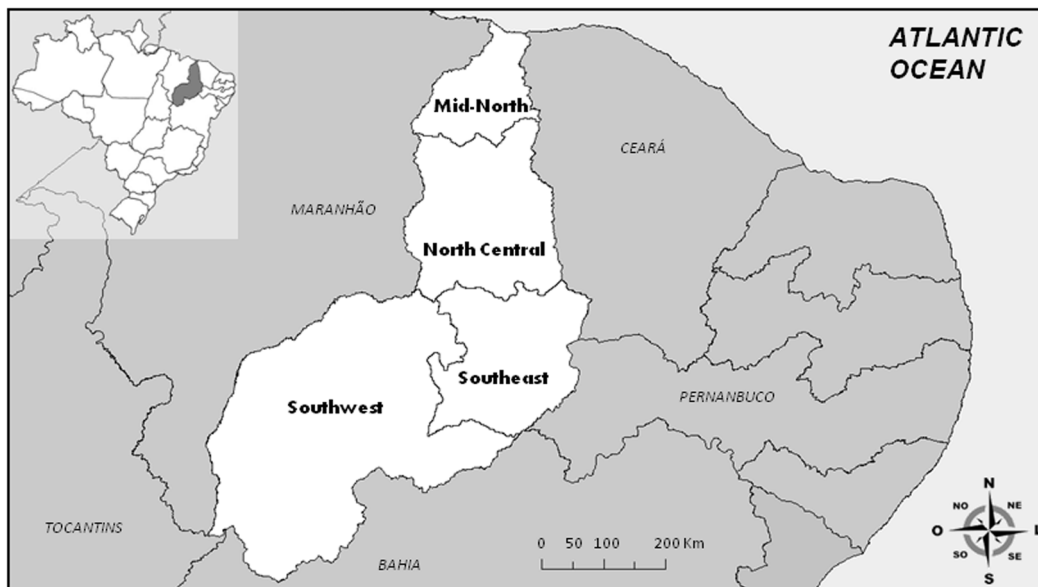 ATLANTIC
OCEAN
Mid-North
CEARÁ
MARANHÃO
North Central
Southeast
Southwest
PERNANBUCO
TOCANTINS
BAHIA
0 50 100 200 Km
N
NO NE
O L
SO SE
S